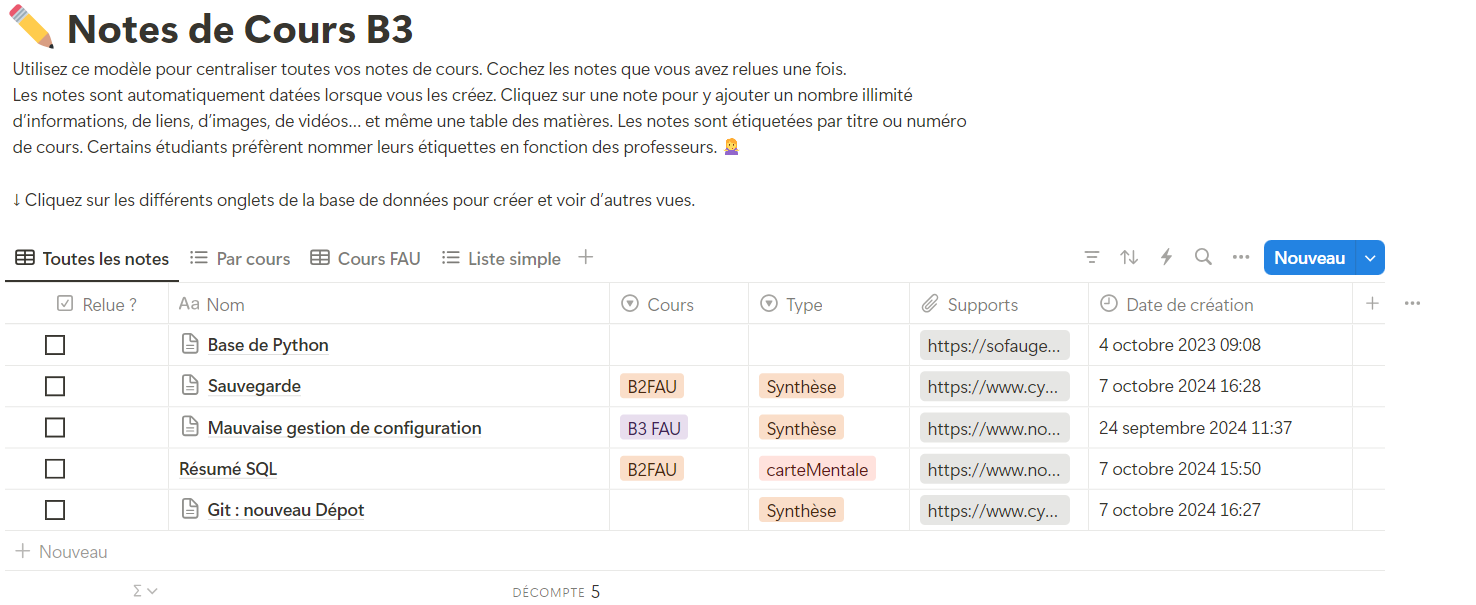 Notes de Cours B3
Utilisez ce modèle pour centraliser toutes vos notes de cours. Cochez les notes que vous avez relues une fois.
Les notes sont automatiquement datées lorsque vous les créez. Cliquez sur une note pour y ajouter un nombre illimité
d’informations, de liens, d’images, de vidéos… et même une table des matières. Les notes sont étiquetées par titre ou numéro
de cours. Certains étudiants préfèrent nommer leurs étiquettes en fonction des professeurs. 🤷‍♀️
↓ Cliquez sur les différents onglets de la base de données pour créer et voir d’autres vues.
Toutes les notes Par cours Cours FAU Liste simple + Nouveau
Relue ? Aa Nom Cours Type Supports Date de création +
Base de Python https://sofauge... 4 octobre 2023 09:08
Sauvegarde B2FAU Synthèse https://www.cy... 7 octobre 2024 16:28
Mauvaise gestion de configuration B3 FAU Synthèse https://www.no... 24 septembre 2024 11:37
Résumé SQL B2FAU carteMentale https://www.no... 7 octobre 2024 15:50
Git : nouveau Dépot Synthèse https://www.cy... 7 octobre 2024 16:27
+ Nouveau
Σ DÉCOMPTE 5